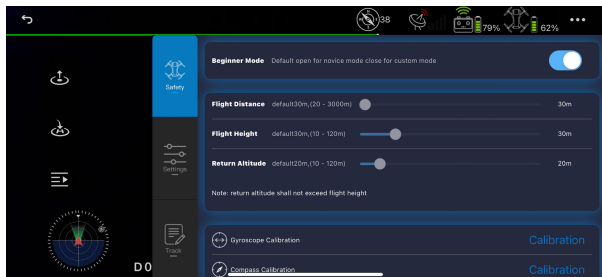 38
79%
62%
Safety
Beginner Mode Default open for novice mode close for custom mode
Flight Distance default30m,(20 - 3000m) 30m
Flight Height default30m,(10 - 120m) 30m
Return Altitude default20m,(10 - 120m) 20m
Note: return altitude shall not exceed flight height
Settings
Gyroscope Calibration Calibration
Track
Compass Calibration Calibration
D 0